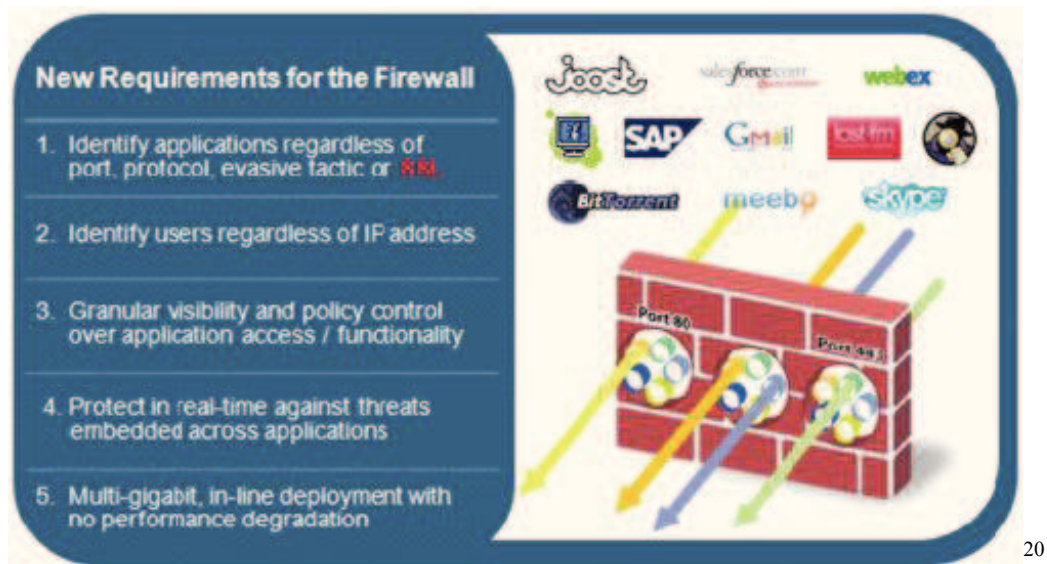 New Requirements for the Firewall
1. Identify applications regardless of
port, protocol, evasive tactic or SSL
2. Identify users regardless of IP address
3. Granular visibility and policy control
over application access / functionality
4. Protect in real-time against threats
embedded across applications
5. Multi-gigabit, in-line deployment with
no performance degradation
joost
salesforce.com
webex
SAP
GMail
last.fm
BitTorrent
meebo
skype
Port 80
Port 443
20